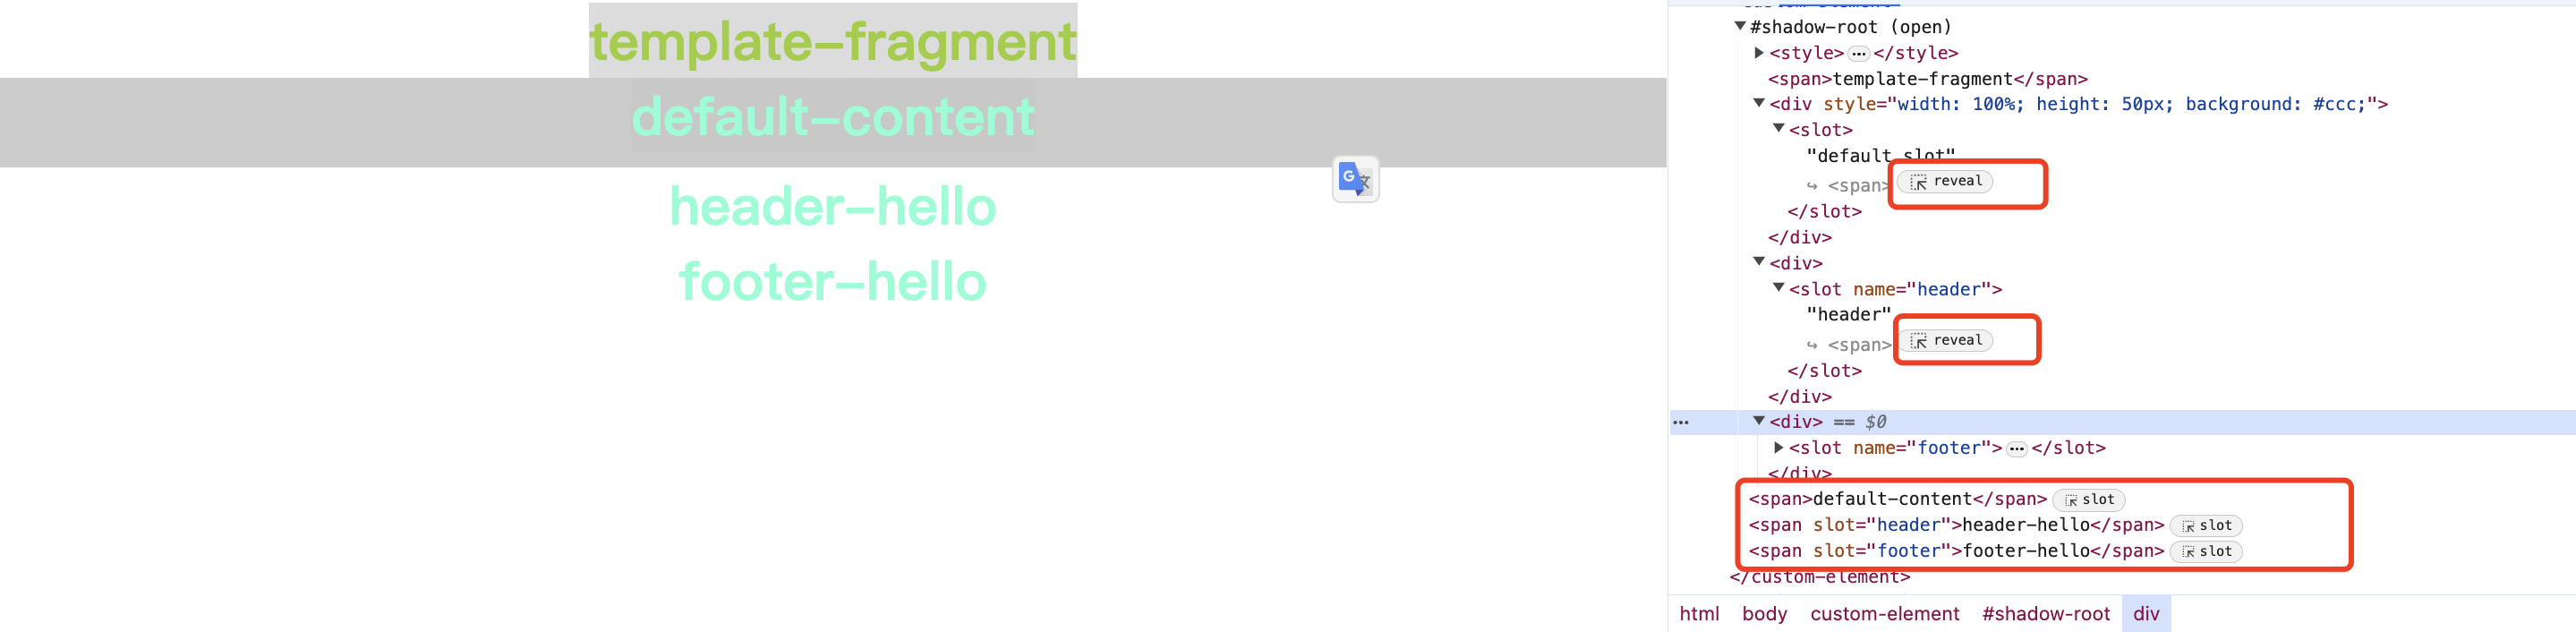 template-fragment
default-content
header-hello
footer-hello
#shadow-root (open)
<style>…</style>
<span>template-fragment</span>
<div style="width: 100%; height: 50px; background: #ccc;">
<slot>
"default slot"
↪ <span> reveal
</slot>
</div>
<div>
<slot name="header">
"header"
↪ <span> reveal
</slot>
</div>
<div> == $0
<slot name="footer">…</slot>
</div>
<span>default-content</span> slot
<span slot="header">header-hello</span> slot
<span slot="footer">footer-hello</span> slot
</custom-element>
html body custom-element #shadow-root div